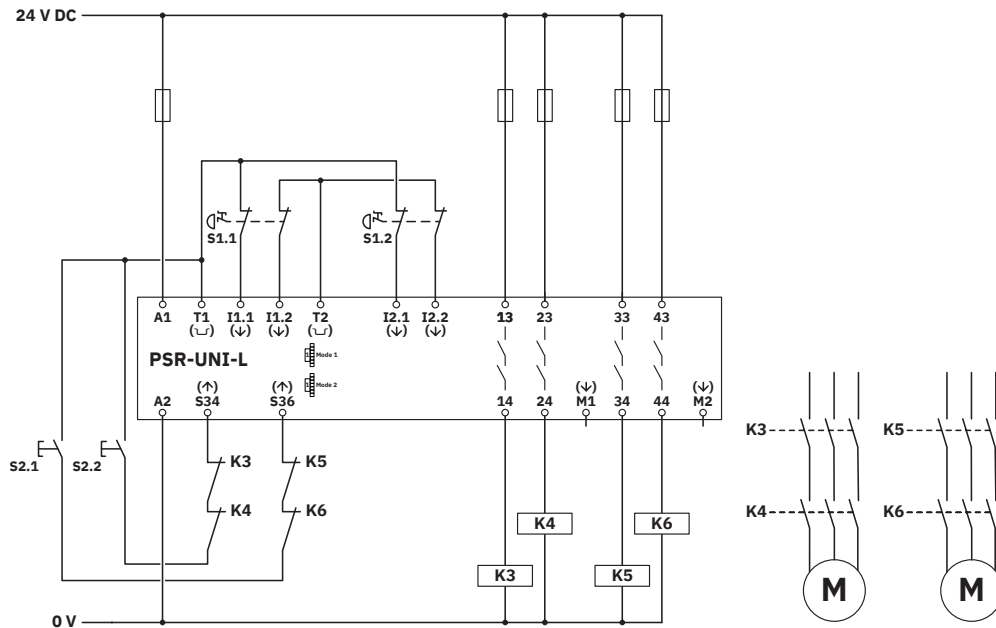 24 V DC
S1.1
S1.2
A1 T1 I1.1 I1.2 T2 I2.1 I2.2 13 23 33 43
PSR-UNI-L
Mode 1
Mode 2
A2 S34 S36 14 24 M1 34 44 M2
S2.1 S2.2
K3 K5
K4 K6
K4 K6
K3 K5
K3 K5
K4 K6
M M
0 V